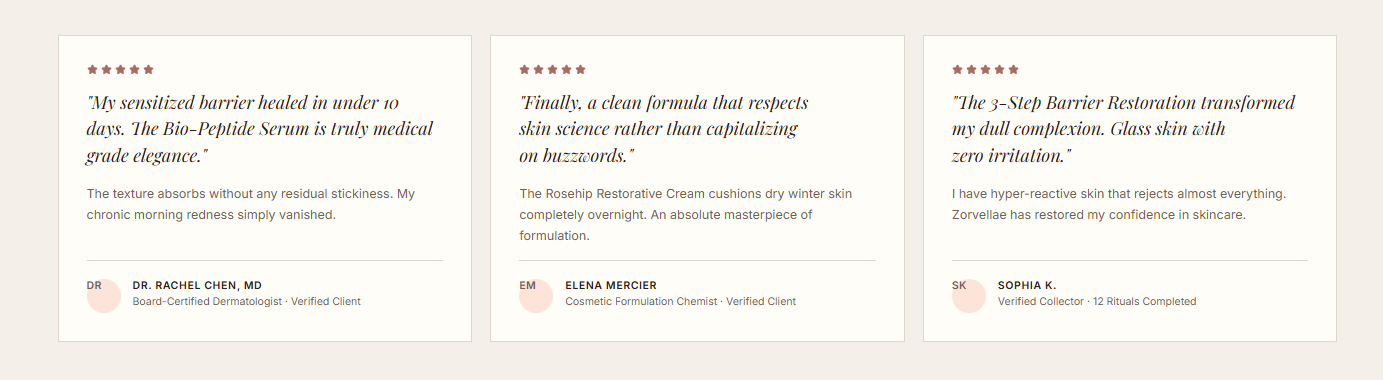 "My sensitized barrier healed in under 10
days. The Bio-Peptide Serum is truly medical
grade elegance."
The texture absorbs without any residual stickiness. My
chronic morning redness simply vanished.
DR
DR. RACHEL CHEN, MD
Board-Certified Dermatologist · Verified Client
"Finally, a clean formula that respects
skin science rather than capitalizing
on buzzwords."
The Rosehip Restorative Cream cushions dry winter skin
completely overnight. An absolute masterpiece of
formulation.
EM
ELENA MERCIER
Cosmetic Formulation Chemist · Verified Client
"The 3-Step Barrier Restoration transformed
my dull complexion. Glass skin with
zero irritation."
I have hyper-reactive skin that rejects almost everything.
Zorvellae has restored my confidence in skincare.
SK
SOPHIA K.
Verified Collector · 12 Rituals Completed